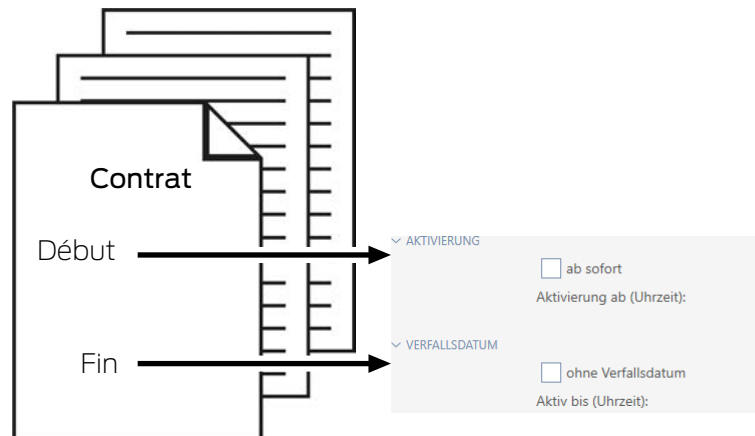 Contrat
Début
Fin
AKTIVIERUNG
ab sofort
Aktivierung ab (Uhrzeit):
VERFALLSDATUM
ohne Verfallsdatum
Aktiv bis (Uhrzeit):